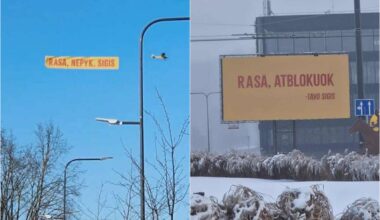 RASA, NEPYK. SIGIS
RASA, ATBLOKUOK
-TAVO SIGIS